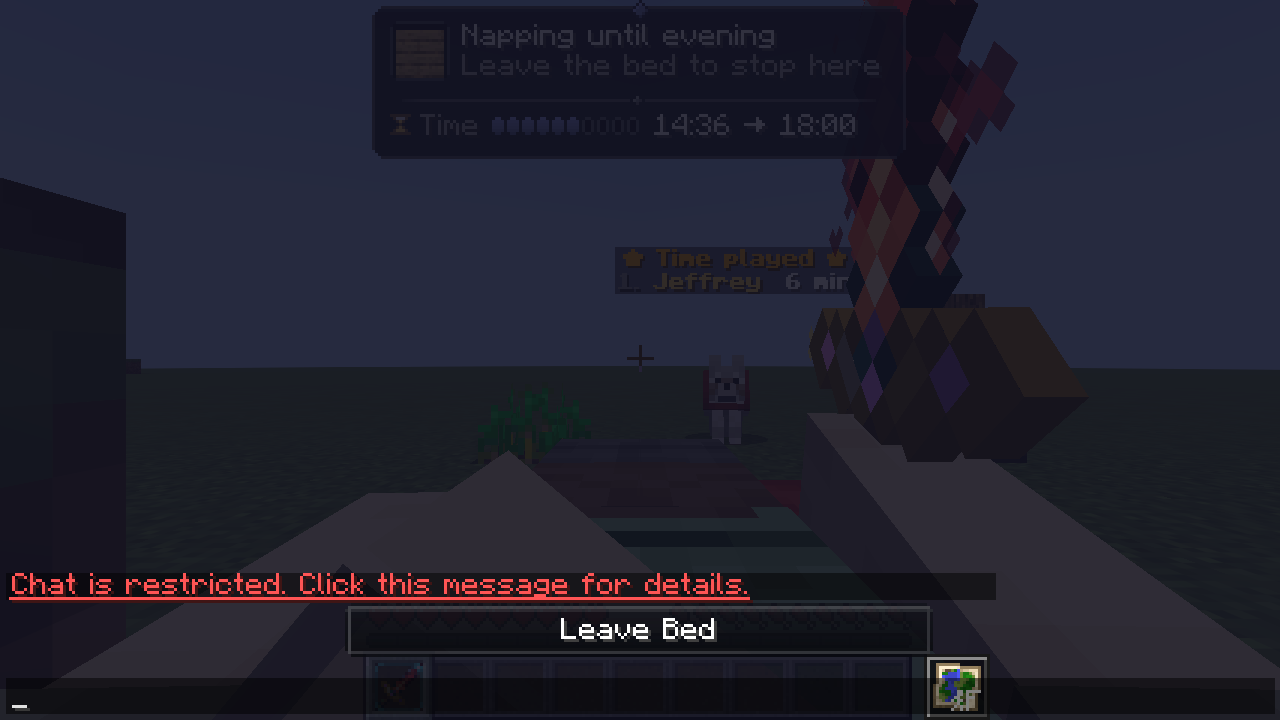 Napping until evening
Leave the bed to stop here
Time 14:36 → 18:00
Time played
1. Jeffrey 6 min
Chat is restricted. Click this message for details.
Leave Bed